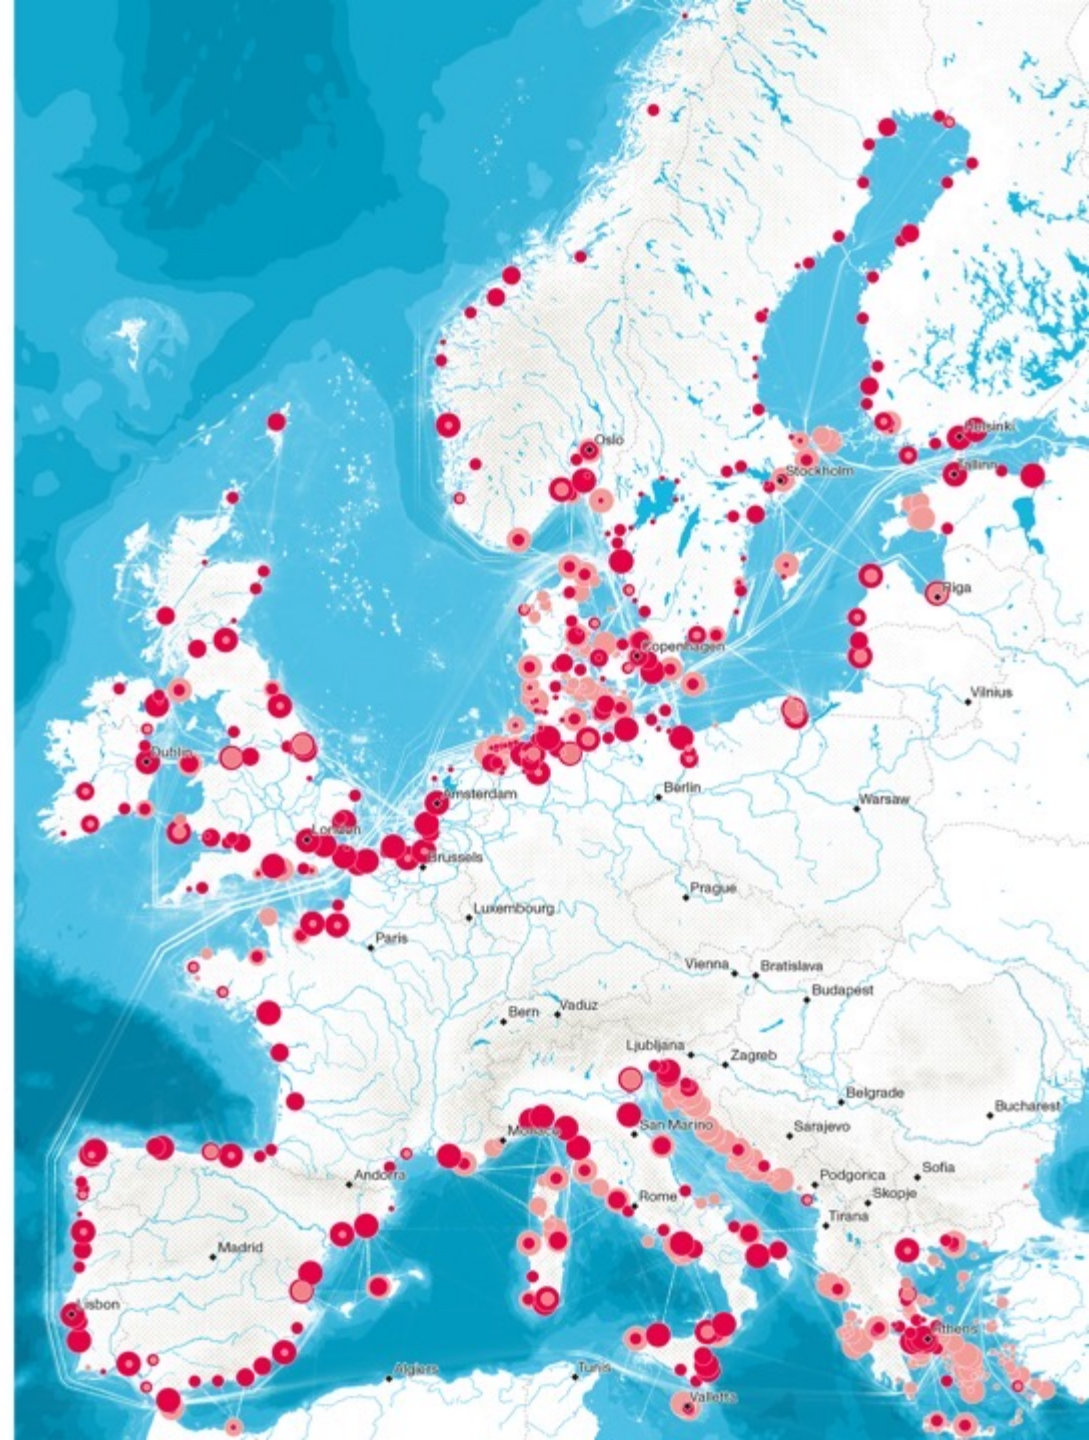 Oslo
Helsinki
Stockholm
Tallinn
Riga
Copenhagen
Vilnius
Dublin
Amsterdam
Berlin
Warsaw
London
Brussels
Prague
Luxembourg
Paris
Vienna
Bratislava
Budapest
Bern
Vaduz
Ljubljana
Zagreb
Belgrade
Bucharest
Monaco
San Marino
Sarajevo
Andorra
Podgorica
Sofia
Rome
Skopje
Tirana
Madrid
Lisbon
Athens
Algiers
Tunis
Valletta